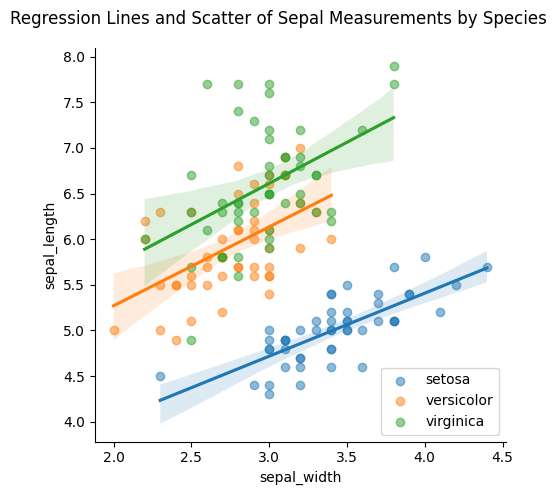 Regression Lines and Scatter of Sepal Measurements by Species
8.0
7.5
7.0
6.5
6.0
5.5
5.0
4.5
4.0
sepal_length
setosa
versicolor
virginica
2.0 2.5 3.0 3.5 4.0 4.5
sepal_width